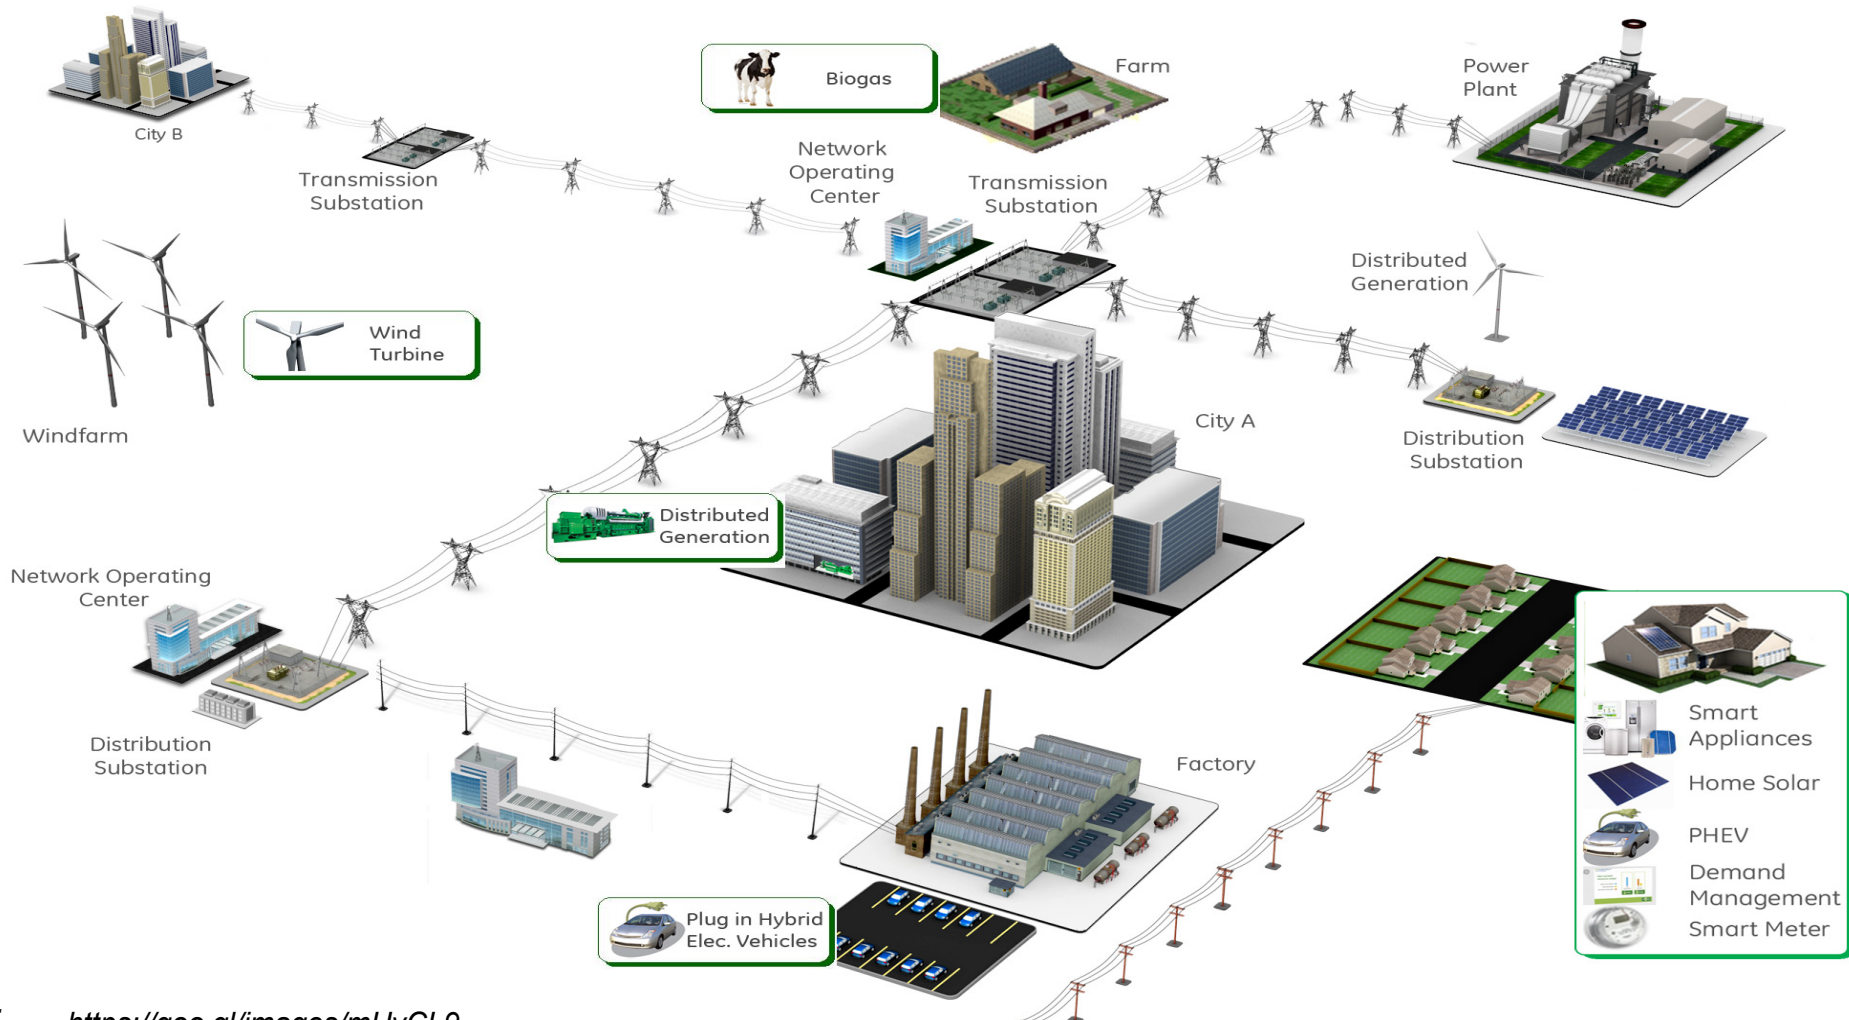 City B
Biogas
Farm
Power
Plant
Network
Operating
Center
Transmission
Substation
Transmission
Substation
Distributed
Generation
Wind
Turbine
Windfarm
City A
Distribution
Substation
Distributed
Generation
Network Operating
Center
Distribution
Substation
Factory
Smart
Appliances
Home Solar
PHEV
Demand
Management
Smart Meter
Plug in Hybrid
Elec. Vehicles